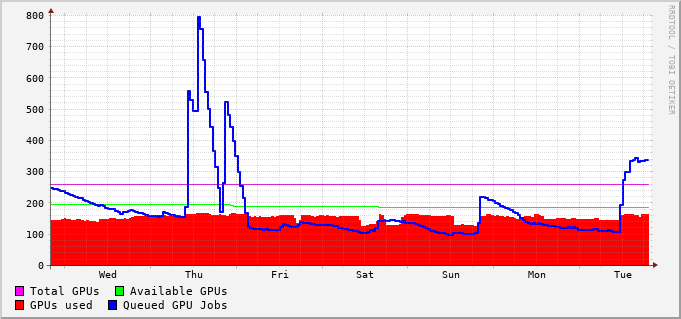 800
700
600
500
400
300
200
100
0
Wed Thu Fri Sat Sun Mon Tue
Total GPUs Available GPUs
GPUs used Queued GPU Jobs
RRDTOOL / TOBI OETIKER